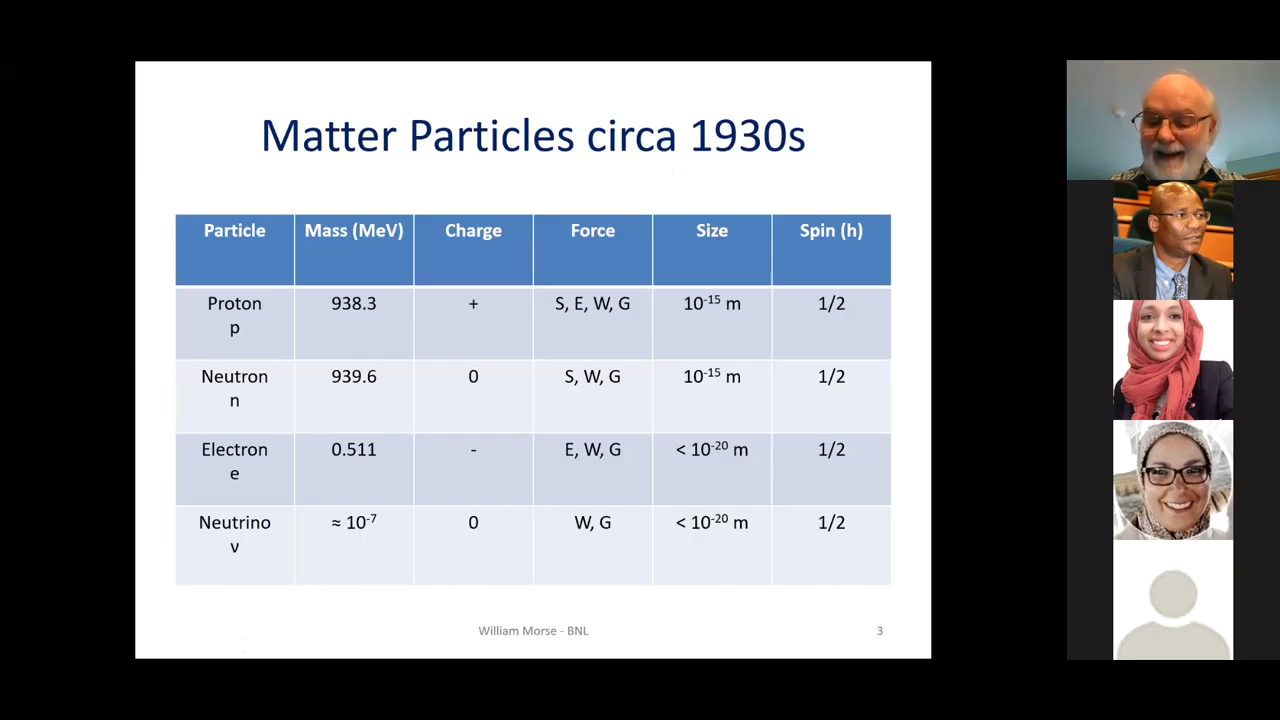 Matter Particles circa 1930s
Particle Mass (MeV) Charge Force Size Spin (h)
Proton 938.3 + S, E, W, G 10⁻¹⁵ m 1/2
p
Neutron 939.6 0 S, W, G 10⁻¹⁵ m 1/2
n
Electron 0.511 - E, W, G < 10⁻²⁰ m 1/2
e
Neutrino ≈ 10⁻⁷ 0 W, G < 10⁻²⁰ m 1/2
ν
William Morse - BNL 3